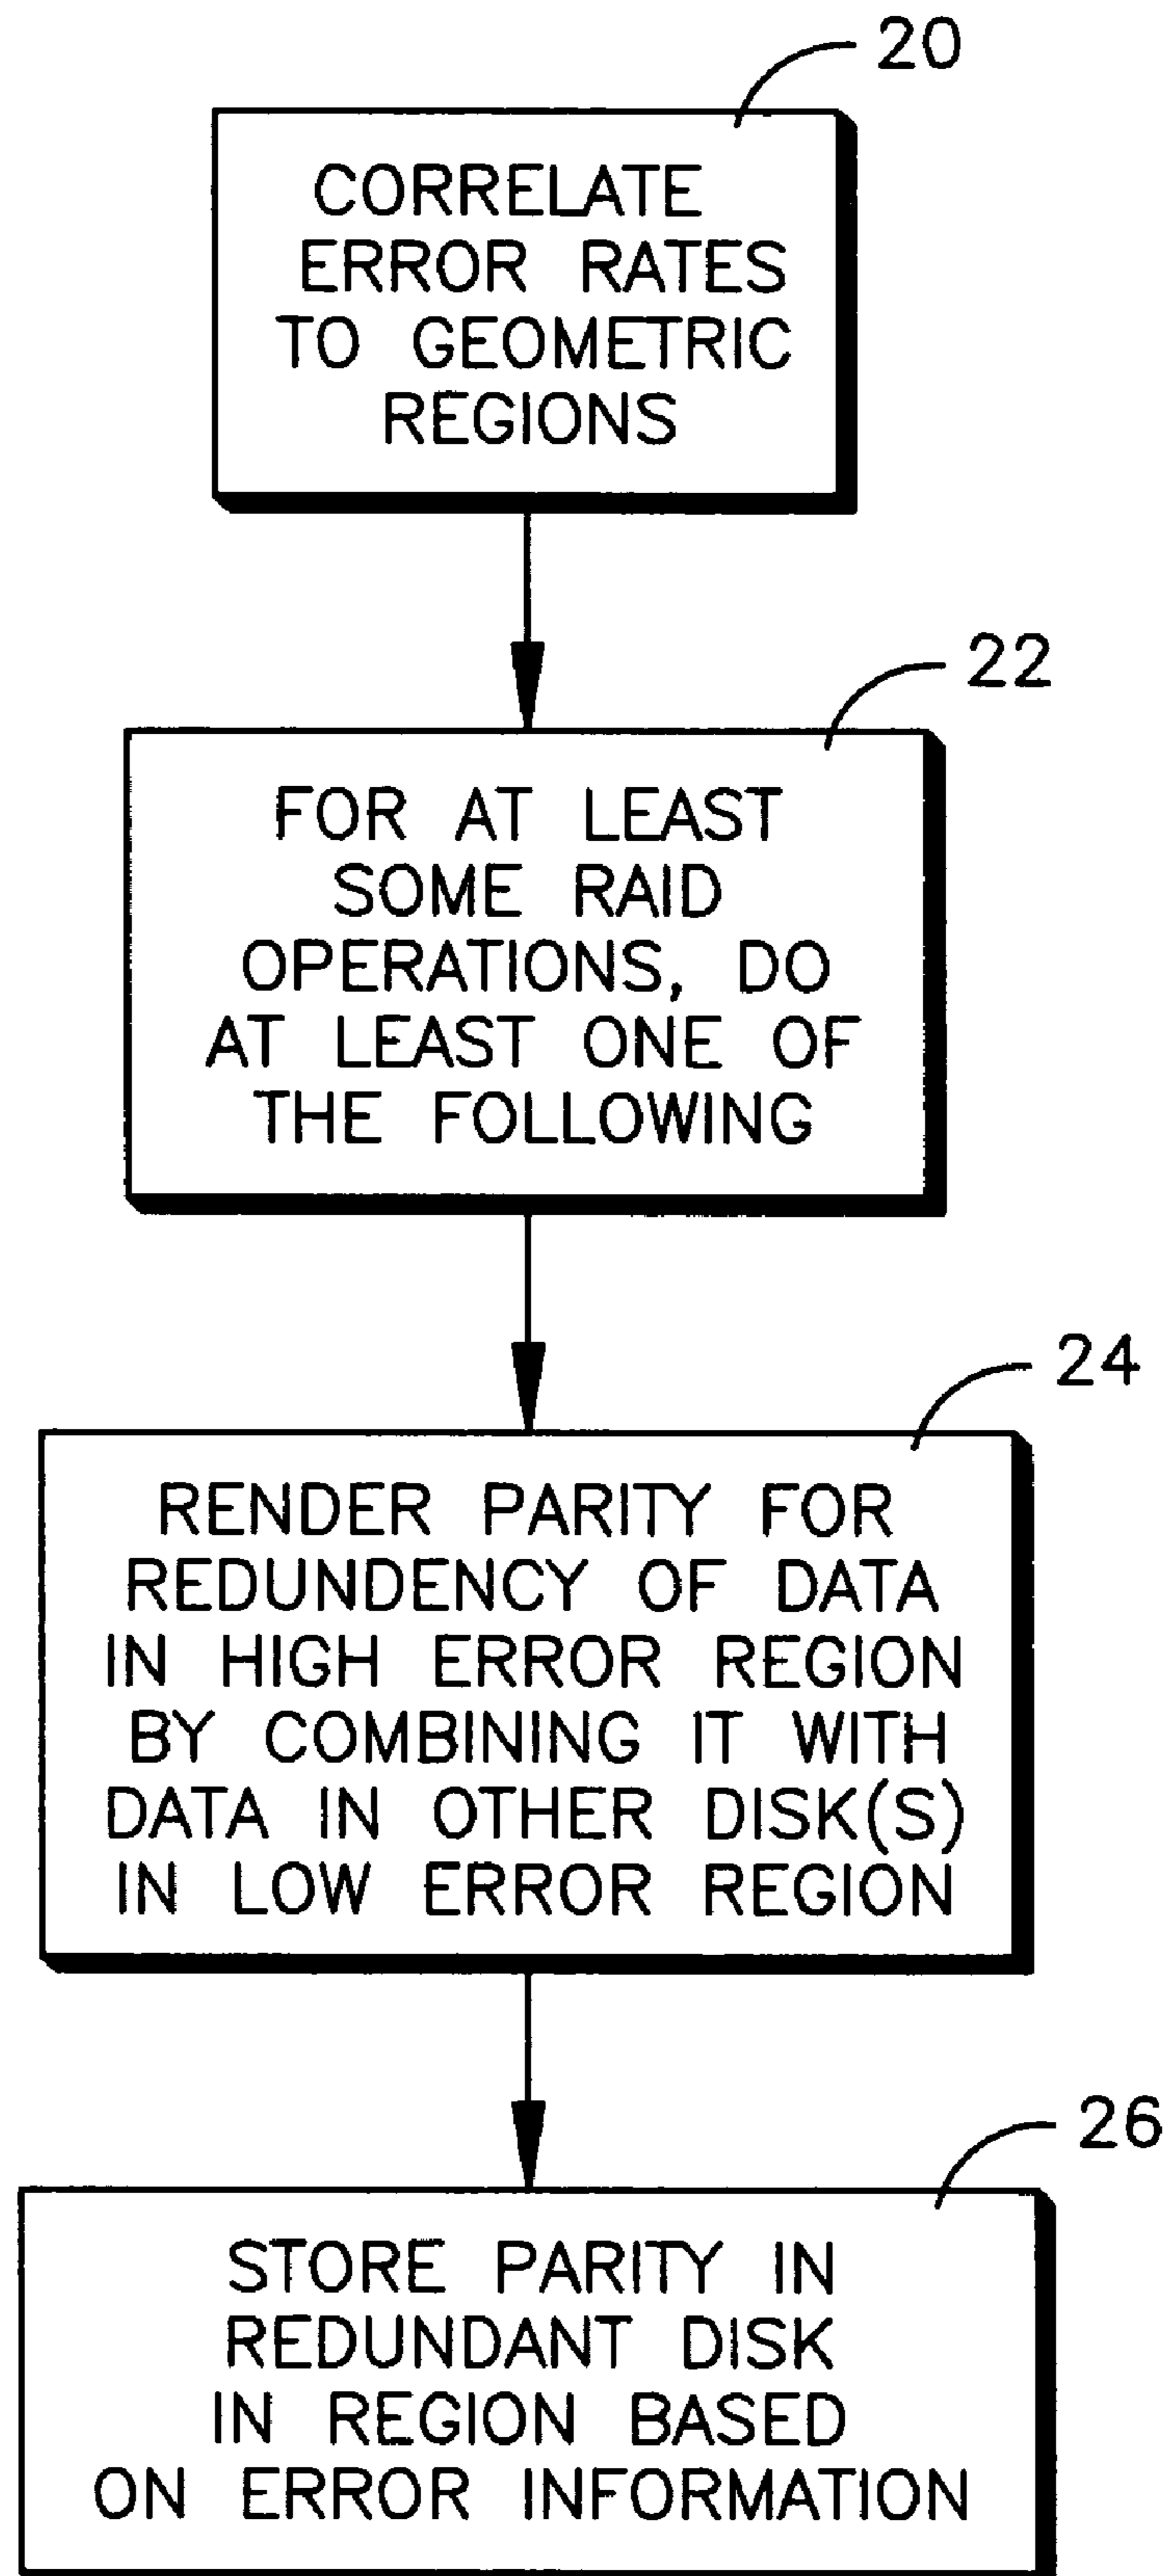 20
CORRELATE
ERROR RATES
TO GEOMETRIC
REGIONS
22
FOR AT LEAST
SOME RAID
OPERATIONS, DO
AT LEAST ONE OF
THE FOLLOWING
24
RENDER PARITY FOR
REDUNDENCY OF DATA
IN HIGH ERROR REGION
BY COMBINING IT WITH
DATA IN OTHER DISK(S)
IN LOW ERROR REGION
26
STORE PARITY IN
REDUNDANT DISK
IN REGION BASED
ON ERROR INFORMATION